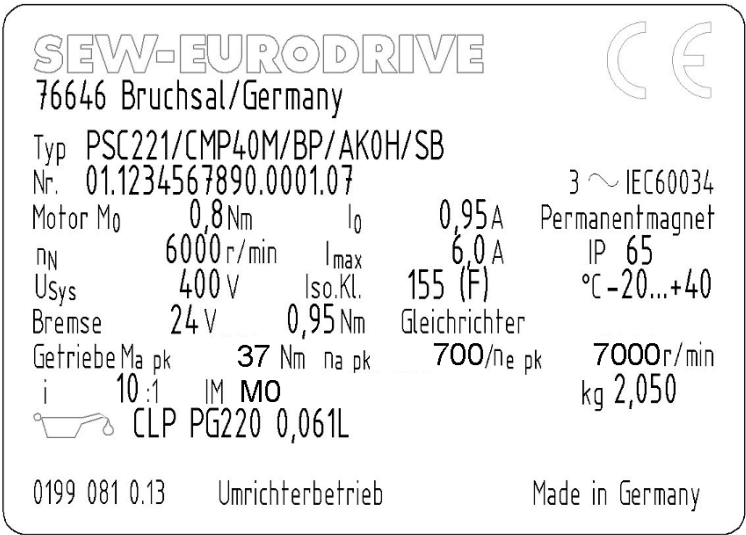 SEW-EURODRIVE CE
76646 Bruchsal/Germany
Typ PSC221/CMP40M/BP/AK0H/SB
Nr. 01.1234567890.0001.07 3 ~ IEC60034
Motor M0 0,8 Nm I0 0,95 A Permanentmagnet
nN 6000 r/min Imax 6,0 A IP 65
USys 400 V Iso.Kl. 155 (F) °C -20...+40
Bremse 24 V 0,95 Nm Gleichrichter
Getriebe Ma pk 37 Nm na pk 700/ne pk 7000 r/min
i 10 :1 IM M0 kg 2,050
CLP PG220 0,061L
0199 081 0.13 Umrichterbetrieb Made in Germany